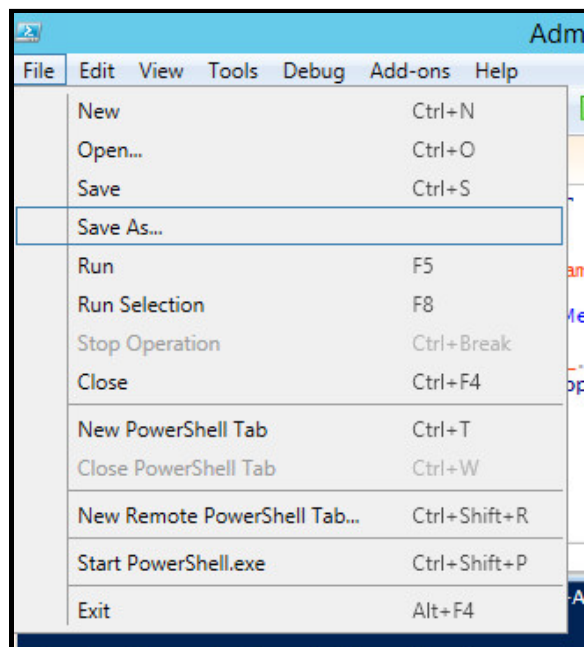 Adm
File Edit View Tools Debug Add-ons Help
New Ctrl+N
Open... Ctrl+O
Save Ctrl+S
Save As...
Run F5
Run Selection F8
Stop Operation Ctrl+Break
Close Ctrl+F4
New PowerShell Tab Ctrl+T
Close PowerShell Tab Ctrl+W
New Remote PowerShell Tab... Ctrl+Shift+R
Start PowerShell.exe Ctrl+Shift+P
Exit Alt+F4